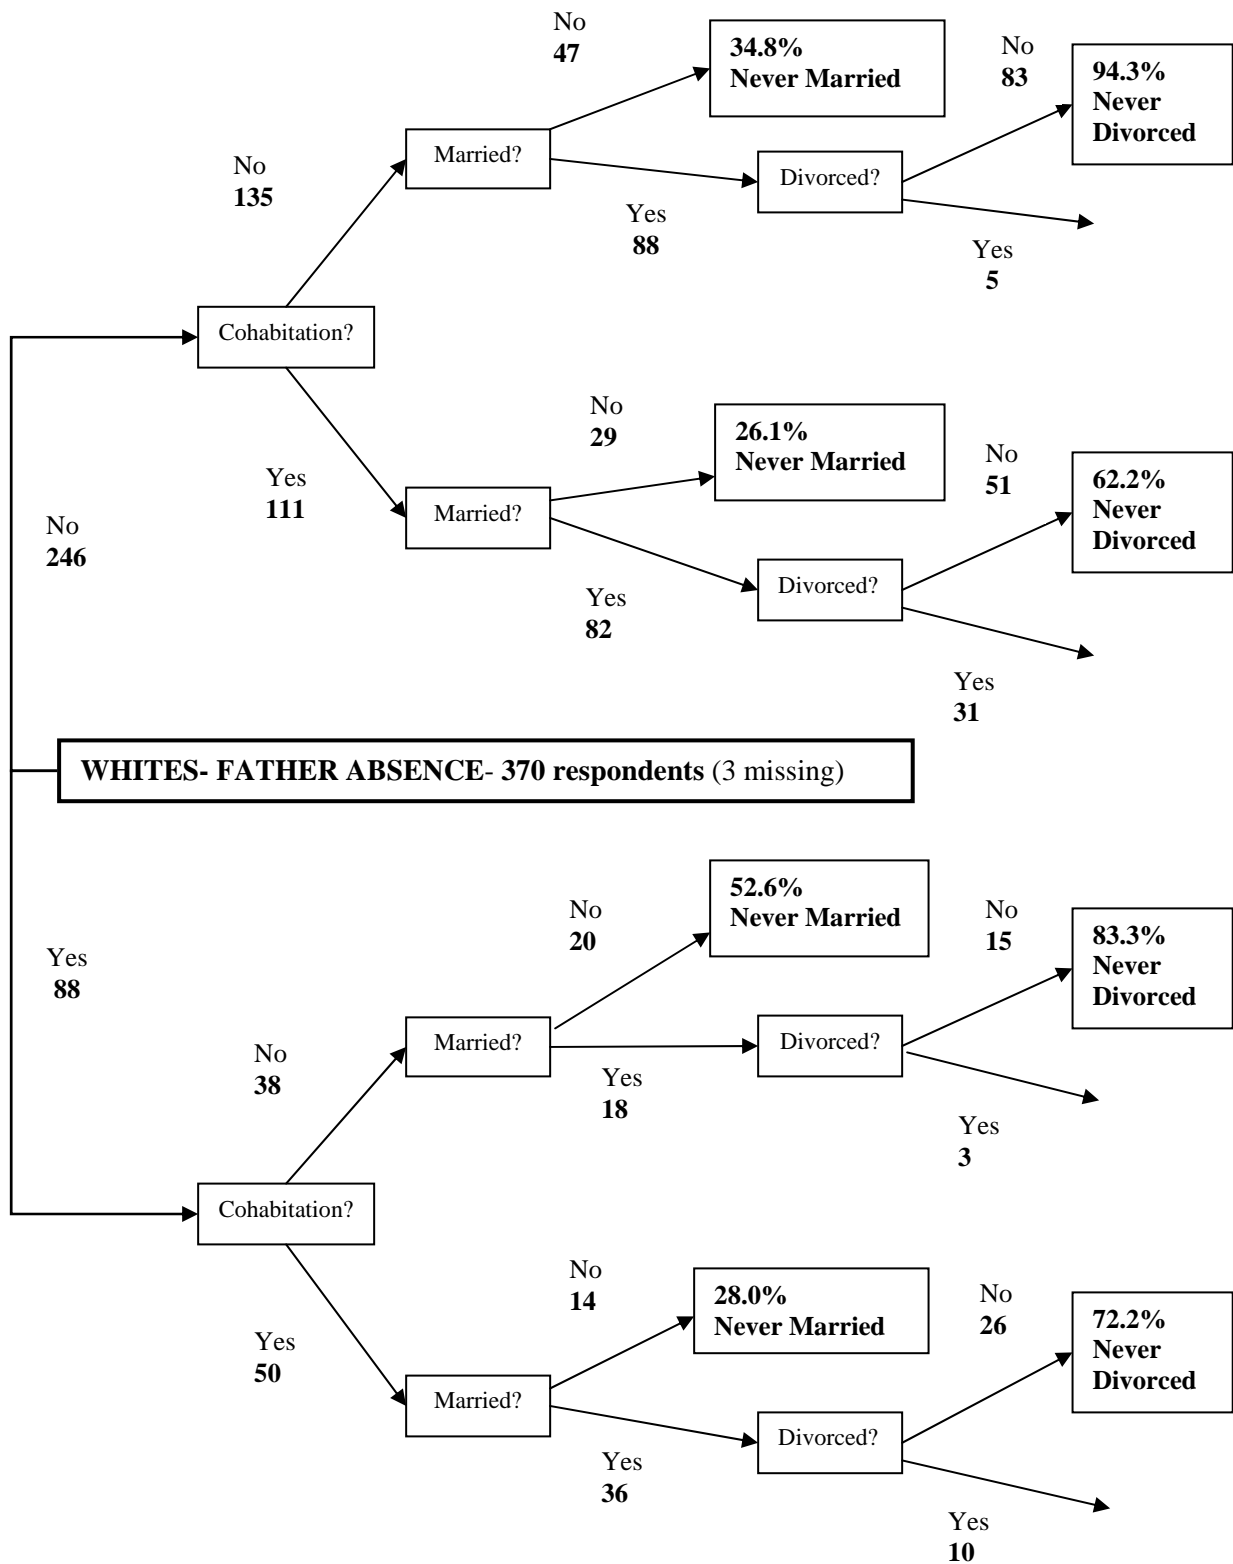 No
47
34.8%
Never Married
No
83
94.3%
Never
Divorced
Married?
Divorced?
No
135
Yes
88
Yes
5
Cohabitation?
No
29
26.1%
Never Married
No
51
62.2%
Never
Divorced
Yes
111
Married?
No
246
Divorced?
Yes
82
Yes
31
WHITES- FATHER ABSENCE- 370 respondents (3 missing)
52.6%
Never Married
No
20
No
15
83.3%
Never
Divorced
Yes
88
Married?
Divorced?
No
38
Yes
18
Yes
3
Cohabitation?
No
14
28.0%
Never Married
No
26
72.2%
Never
Divorced
Yes
50
Married?
Divorced?
Yes
36
Yes
10